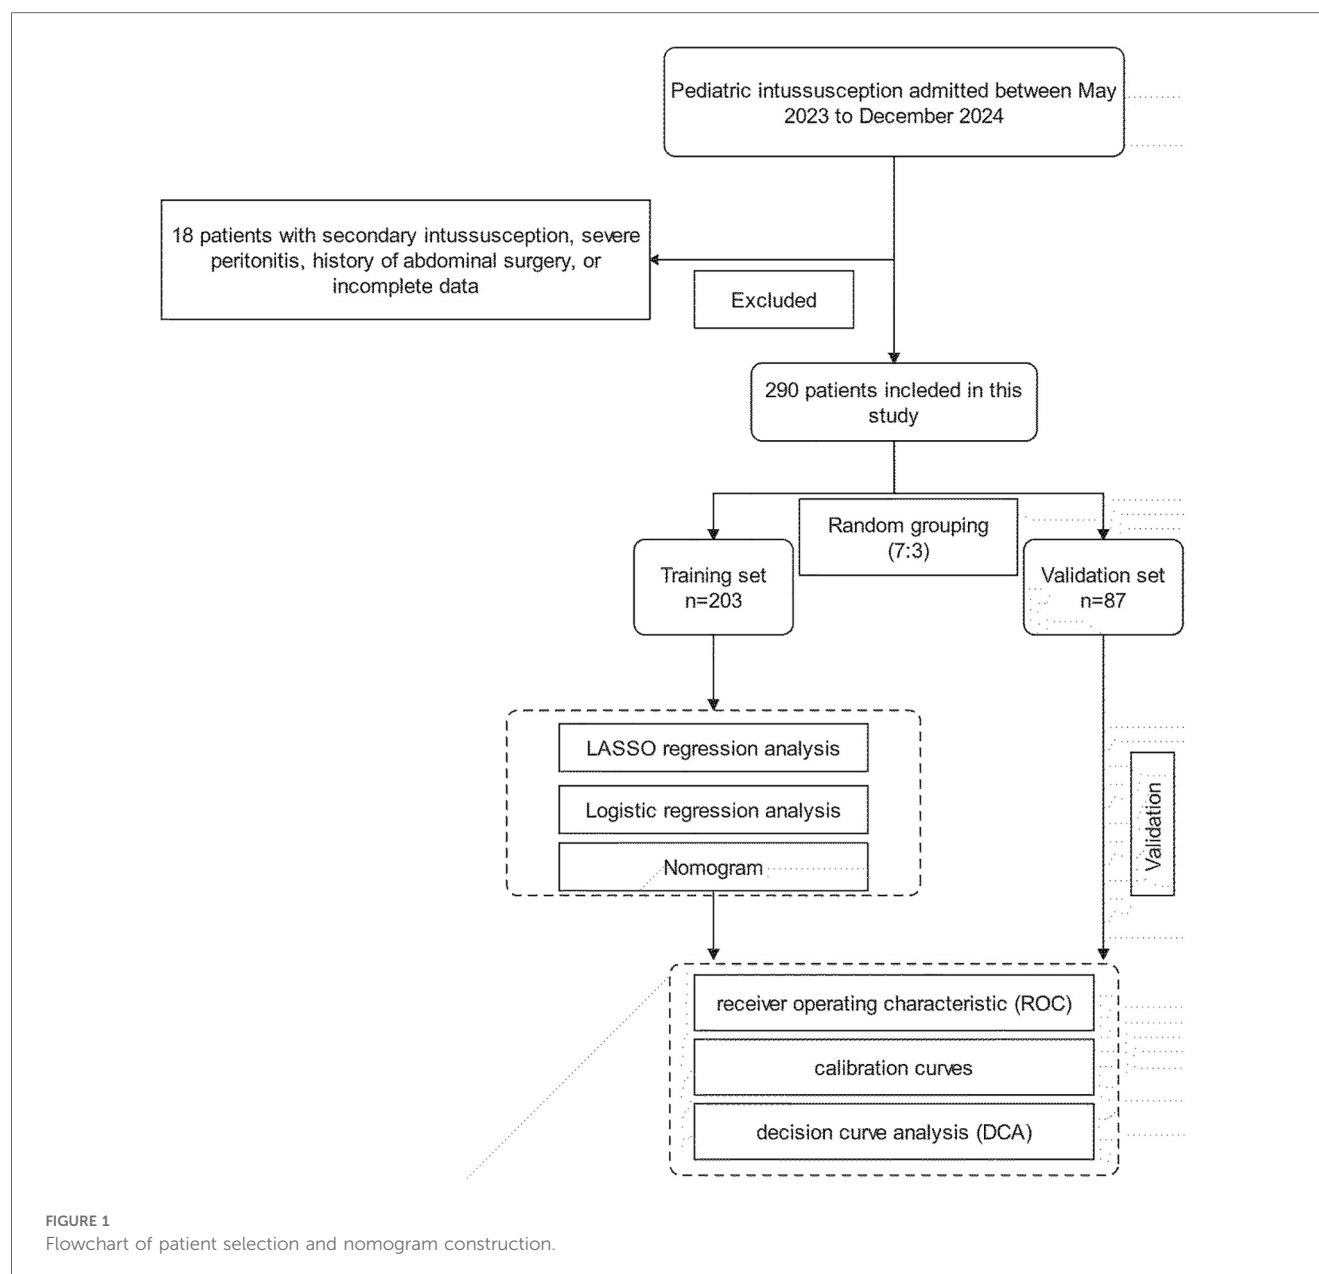 Pediatric intussusception admitted between May
2023 to December 2024
18 patients with secondary intussusception, severe
peritonitis, history of abdominal surgery, or
incomplete data
Excluded
290 patients incleded in this
study
Random grouping
(7:3)
Training set
n=203
Validation set
n=87
LASSO regression analysis
Logistic regression analysis
Nomogram
Validation
receiver operating characteristic (ROC)
calibration curves
decision curve analysis (DCA)
FIGURE 1
Flowchart of patient selection and nomogram construction.